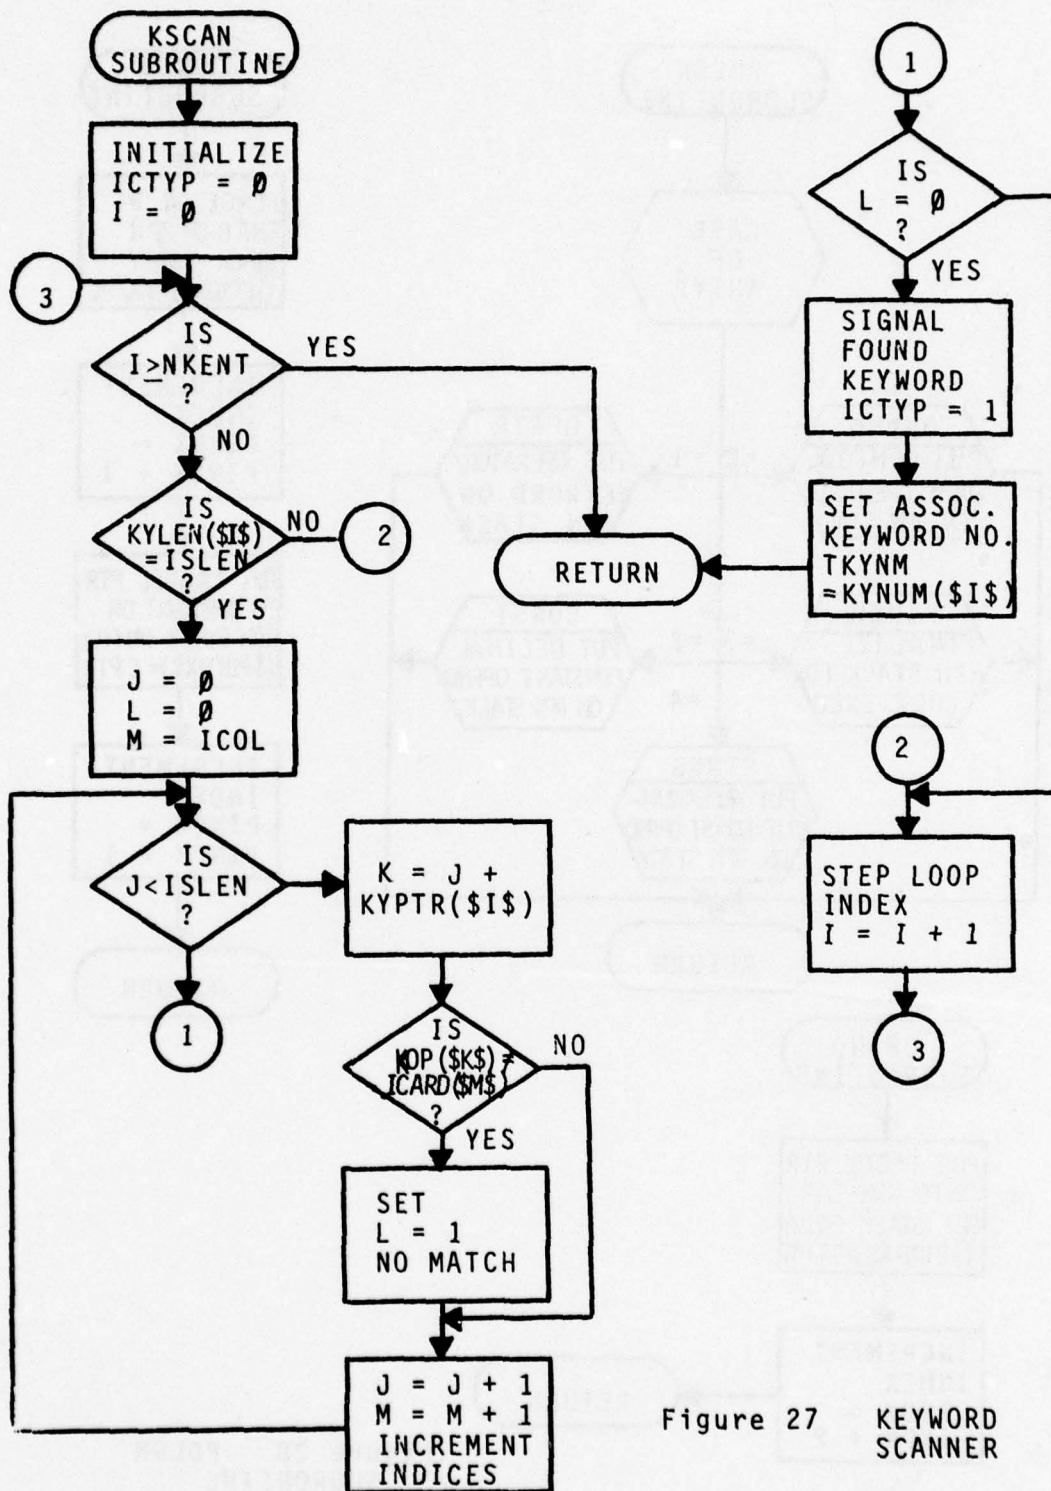 KSCAN
SUBROUTINE
INITIALIZE
ICTYP = Ø
I = Ø
3
IS
I≥NKENT
?
YES
NO
IS
KYLEN($I$)
=ISLEN
?
NO
2
YES
J = Ø
L = Ø
M = ICOL
IS
J<ISLEN
?
1
K = J +
KYPTR($I$)
IS
KOP($K$)≠
ICARD($M$)
?
NO
YES
SET
L = 1
NO MATCH
J = J + 1
M = M + 1
INCREMENT
INDICES
RETURN
1
IS
L = Ø
?
YES
SIGNAL
FOUND
KEYWORD
ICTYP = 1
SET ASSOC.
KEYWORD NO.
TKYNM
=KYNUM($I$)
2
STEP LOOP
INDEX
I = I + 1
3
Figure 27 KEYWORD
SCANNER